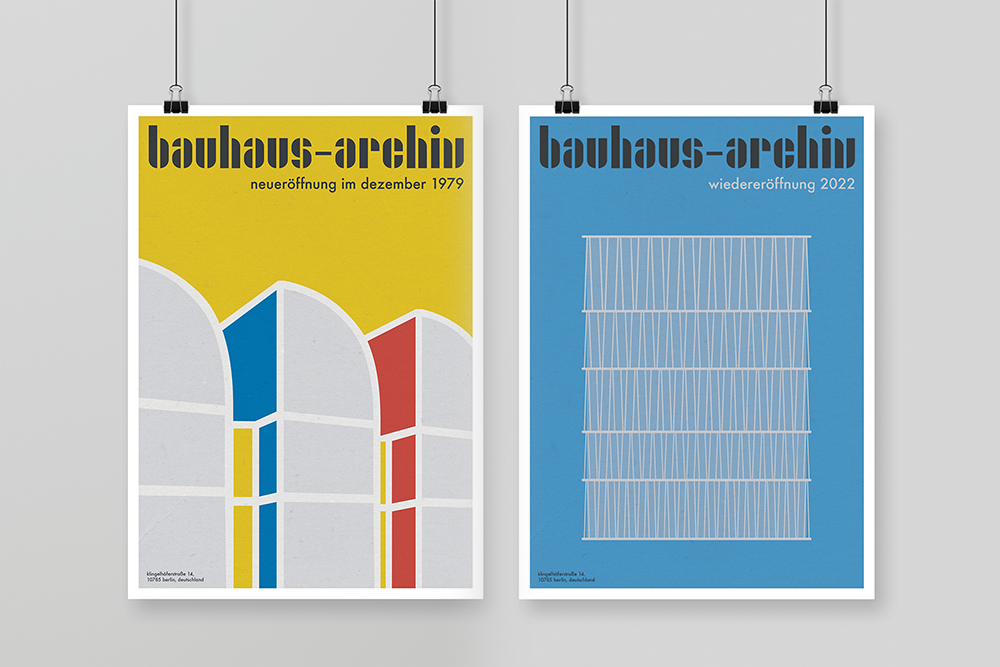 bauhaus-archiv
neueröffnung im dezember 1979
klingelhöferstraße 14,
10785 berlin, deutschland
bauhaus-archiv
wiedereröffnung 2022
klingelhöferstraße 14,
10785 berlin, deutschland